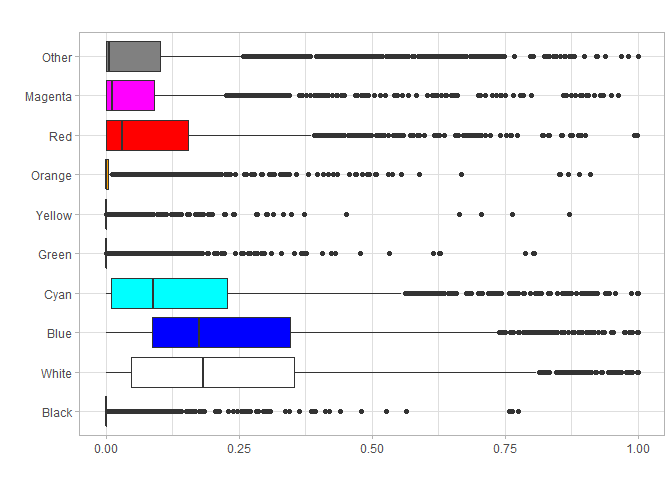 Other
Magenta
Red
Orange
Yellow
Green
Cyan
Blue
White
Black
0.00 0.25 0.50 0.75 1.00